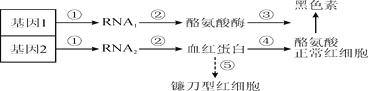 黑色素
基因1 ① RNA₁ ② 酪氨酸酶 ③
基因2 ① RNA₂ ② 血红蛋白 ④ 酪氨酸
正常红细胞
⑤
镰刀型红细胞